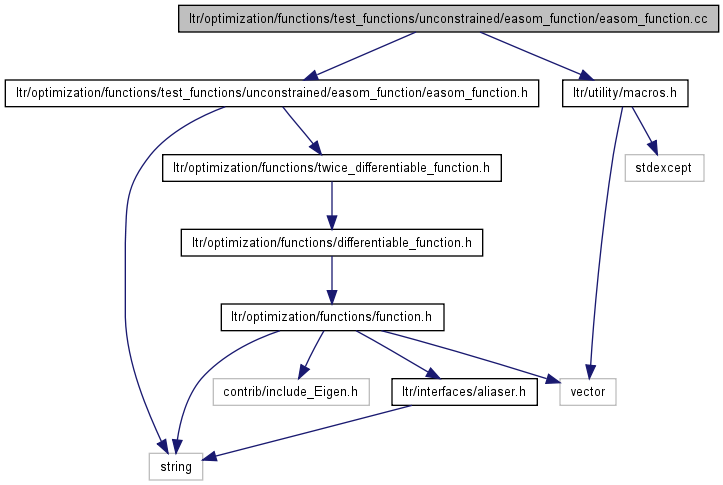 ltr/optimization/functions/test_functions/unconstrained/easom_function/easom_function.cc
ltr/optimization/functions/test_functions/unconstrained/easom_function/easom_function.h
ltr/utility/macros.h
ltr/optimization/functions/twice_differentiable_function.h
stdexcept
ltr/optimization/functions/differentiable_function.h
ltr/optimization/functions/function.h
contrib/include_Eigen.h
ltr/interfaces/aliaser.h
vector
string